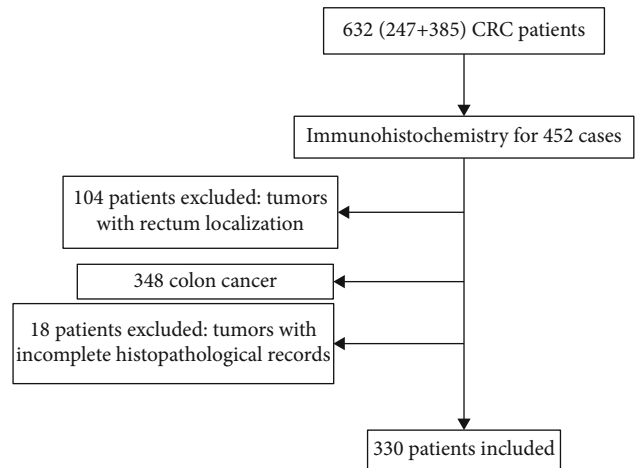 632 (247+385) CRC patients
Immunohistochemistry for 452 cases
104 patients excluded: tumors
with rectum localization
348 colon cancer
18 patients excluded: tumors with
incomplete histopathological records
330 patients included